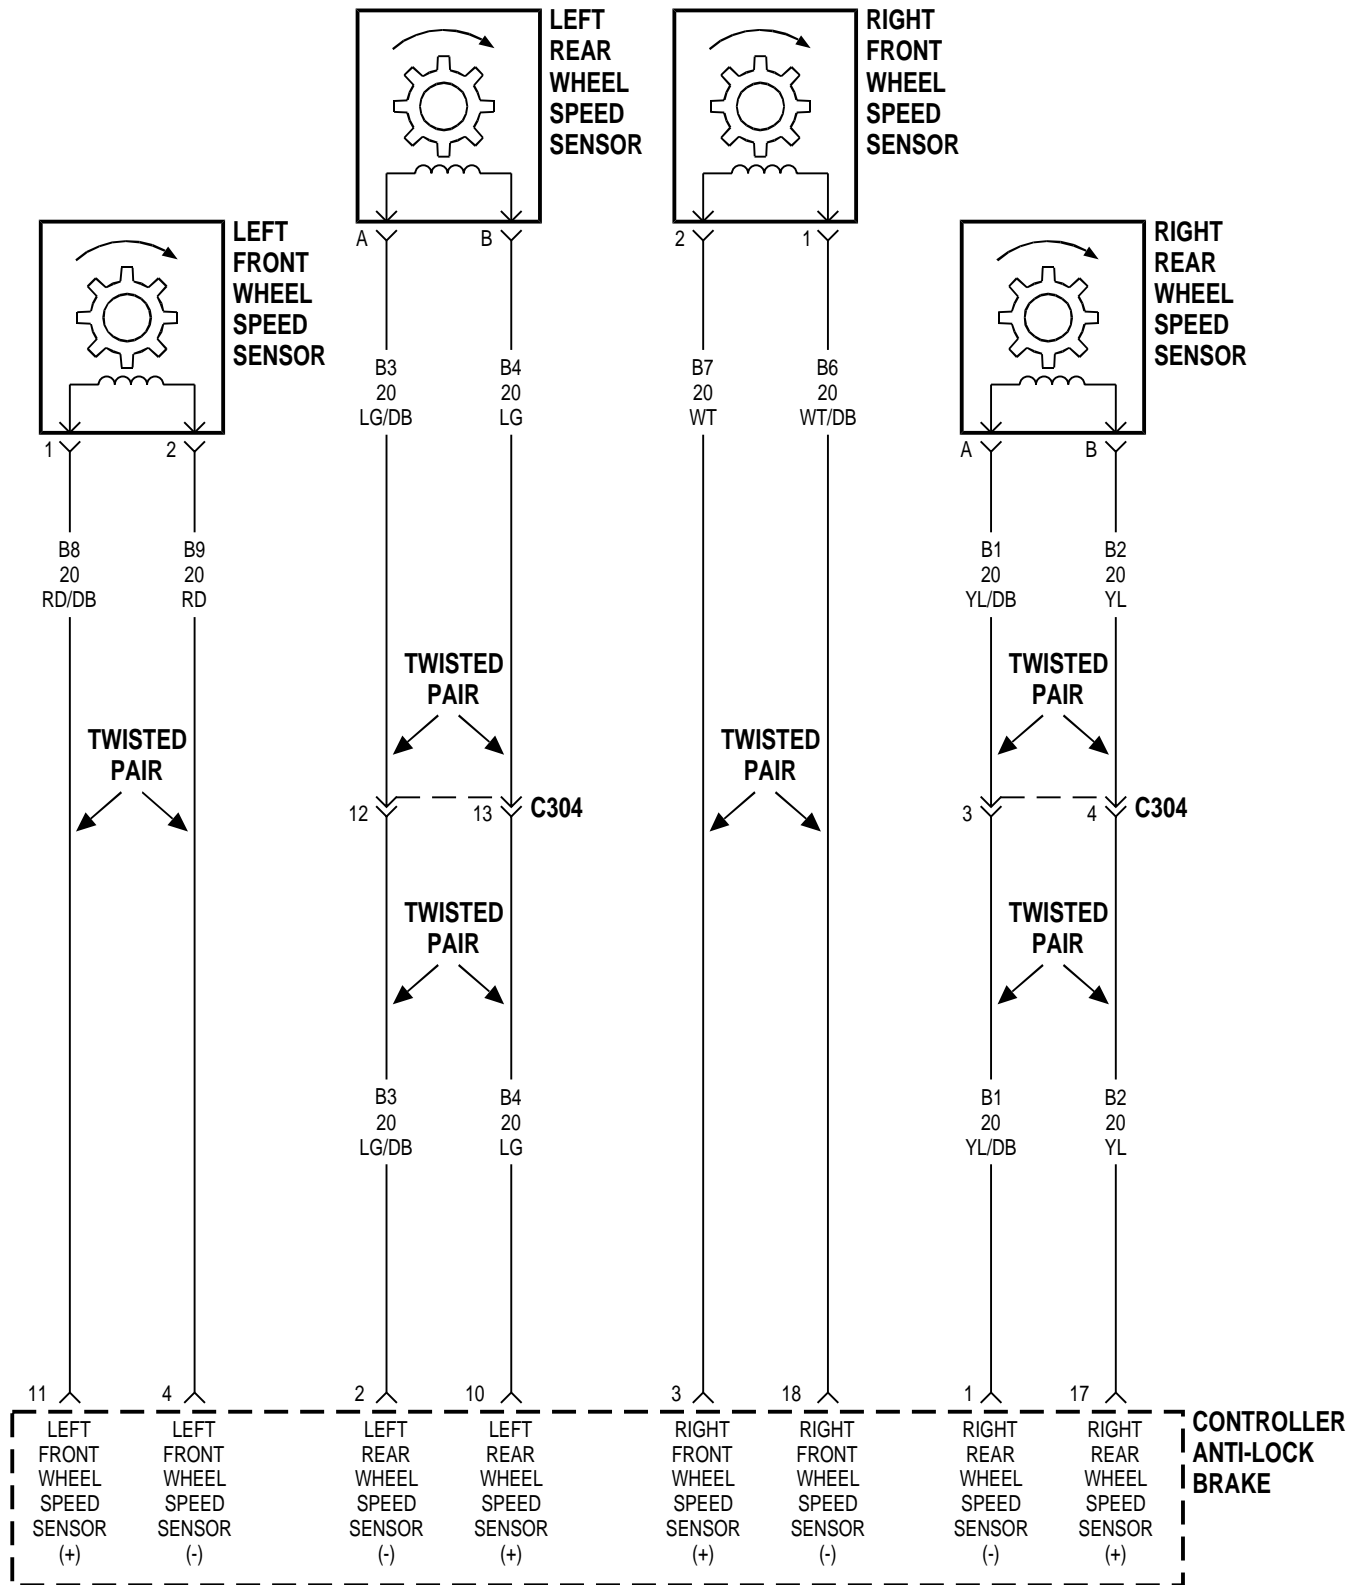 LEFT
REAR
WHEEL
SPEED
SENSOR
RIGHT
FRONT
WHEEL
SPEED
SENSOR
LEFT
FRONT
WHEEL
SPEED
SENSOR
RIGHT
REAR
WHEEL
SPEED
SENSOR
A
B
2
1
B3
20
LG/DB
B4
20
LG
B7
20
WT
B6
20
WT/DB
1
2
A
B
B8
20
RD/DB
B9
20
RD
B1
20
YL/DB
B2
20
YL
TWISTED
PAIR
TWISTED
PAIR
TWISTED
PAIR
TWISTED
PAIR
12
13
C304
3
4
C304
TWISTED
PAIR
TWISTED
PAIR
B3
20
LG/DB
B4
20
LG
B1
20
YL/DB
B2
20
YL
11
4
2
10
3
18
1
17
LEFT
FRONT
WHEEL
SPEED
SENSOR
(+)
LEFT
FRONT
WHEEL
SPEED
SENSOR
(-)
LEFT
REAR
WHEEL
SPEED
SENSOR
(-)
LEFT
REAR
WHEEL
SPEED
SENSOR
(+)
RIGHT
FRONT
WHEEL
SPEED
SENSOR
(+)
RIGHT
FRONT
WHEEL
SPEED
SENSOR
(-)
RIGHT
REAR
WHEEL
SPEED
SENSOR
(-)
RIGHT
REAR
WHEEL
SPEED
SENSOR
(+)
CONTROLLER
ANTI-LOCK
BRAKE